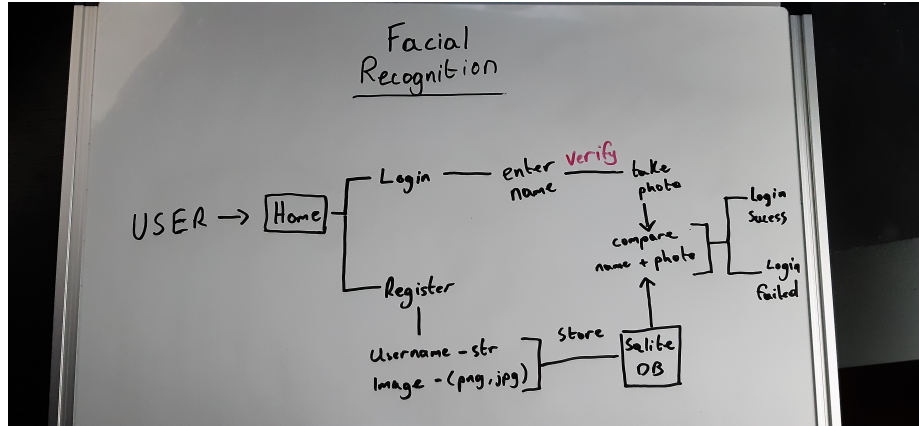 Facial
Recognition
USER → Home
Login
enter
name
verify
take
photo
compare
name + photo
Login
Sucess
Login
failed
Register
Username - str
Image - (png, jpg)
Store
Sqlite
DB